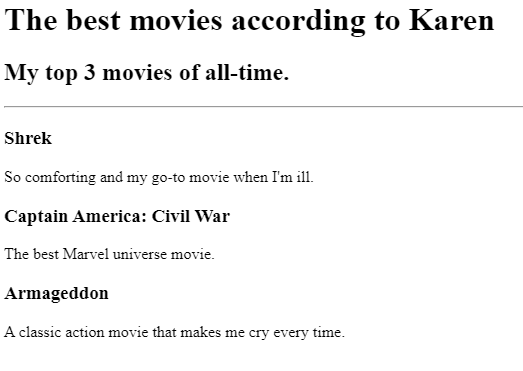 The best movies according to Karen
My top 3 movies of all-time.
Shrek
So comforting and my go-to movie when I'm ill.
Captain America: Civil War
The best Marvel universe movie.
Armageddon
A classic action movie that makes me cry every time.